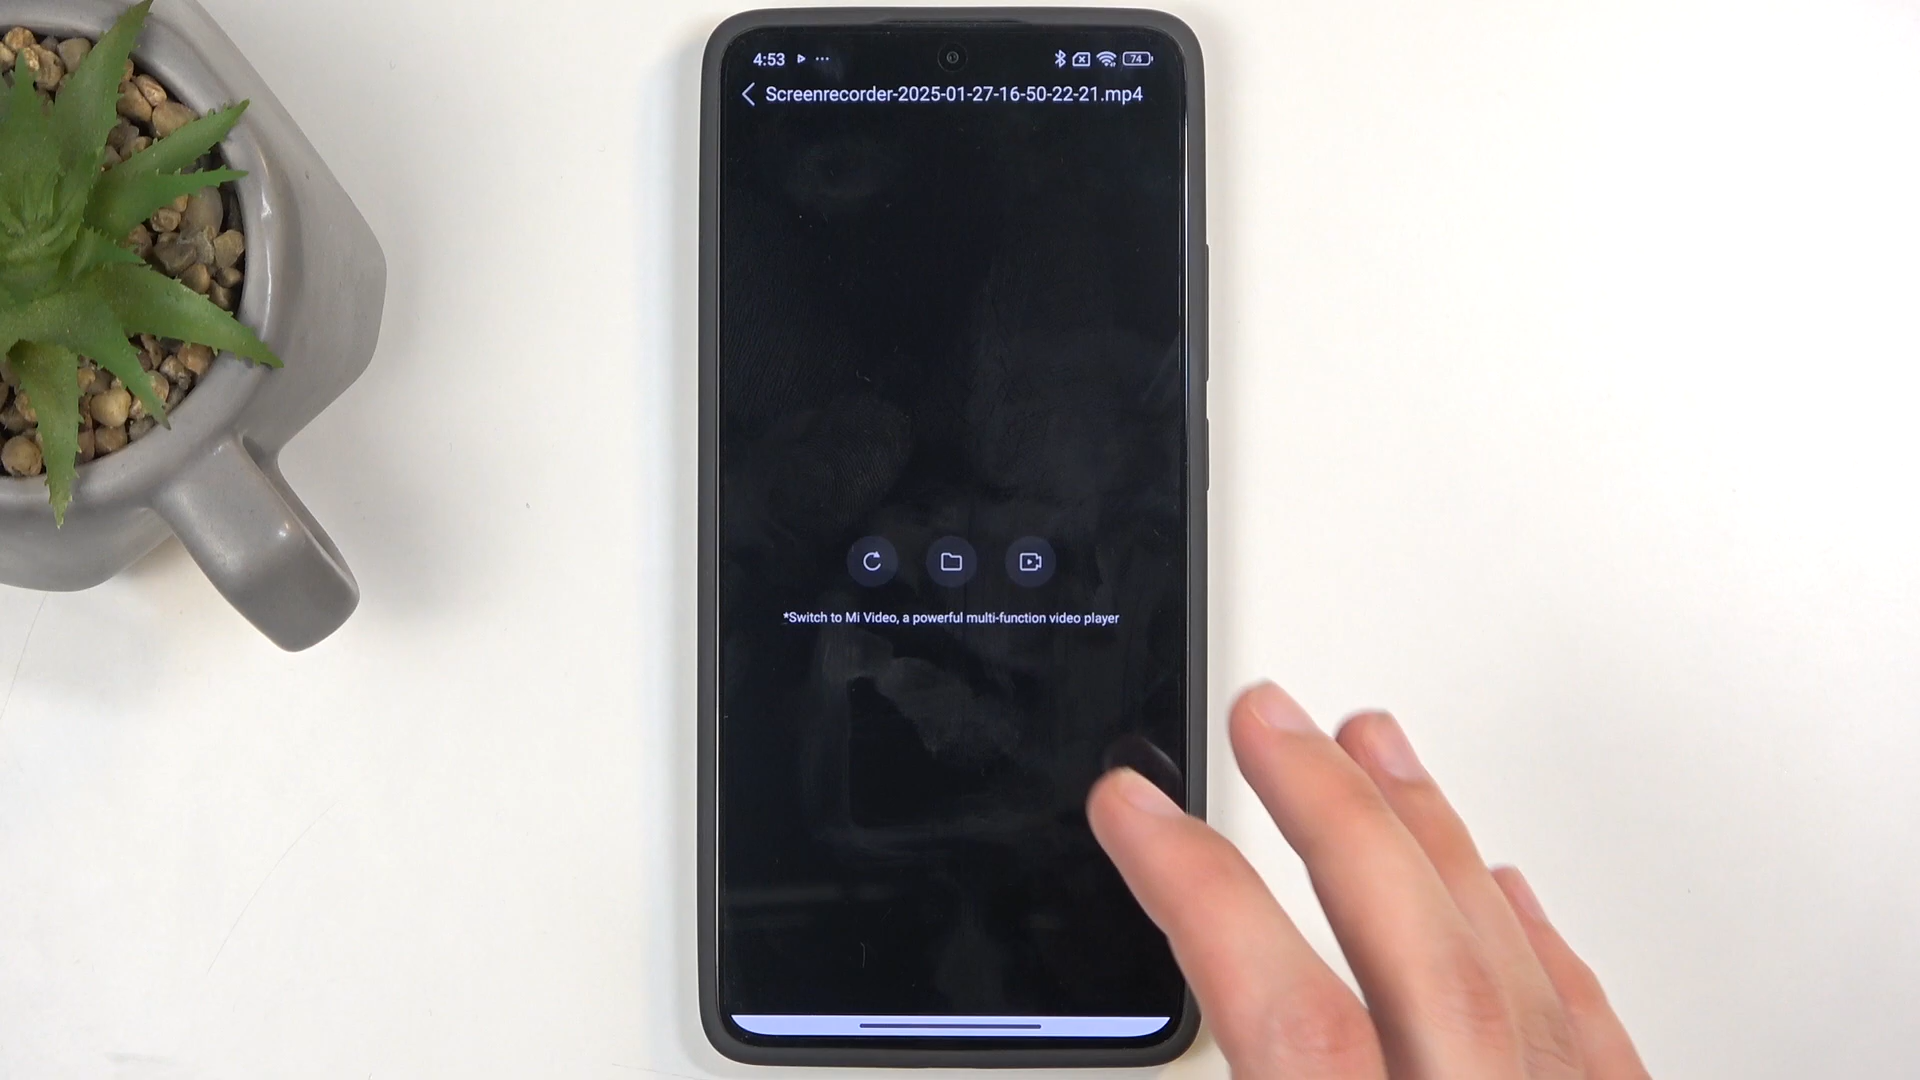 4:53
74
Screenrecorder-2025-01-27-16-50-22-21.mp4
*Switch to Mi Video, a powerful multi-function video player